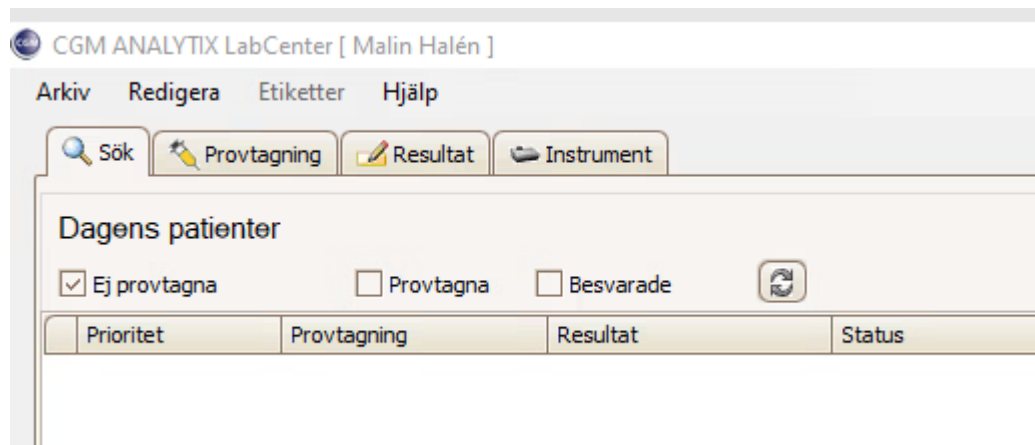 CGM ANALYTIX LabCenter [ Malin Halén ]
Arkiv Redigera Etiketter Hjälp
Sök Provtagning Resultat Instrument
Dagens patienter
Ej provtagna Provtagna Besvarade
Prioritet Provtagning Resultat Status